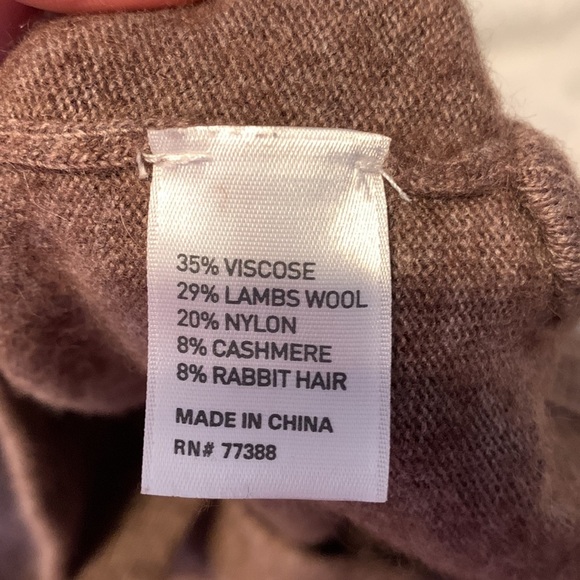 35% VISCOSE
29% LAMBS WOOL
20% NYLON
8% CASHMERE
8% RABBIT HAIR
MADE IN CHINA
RN# 77388